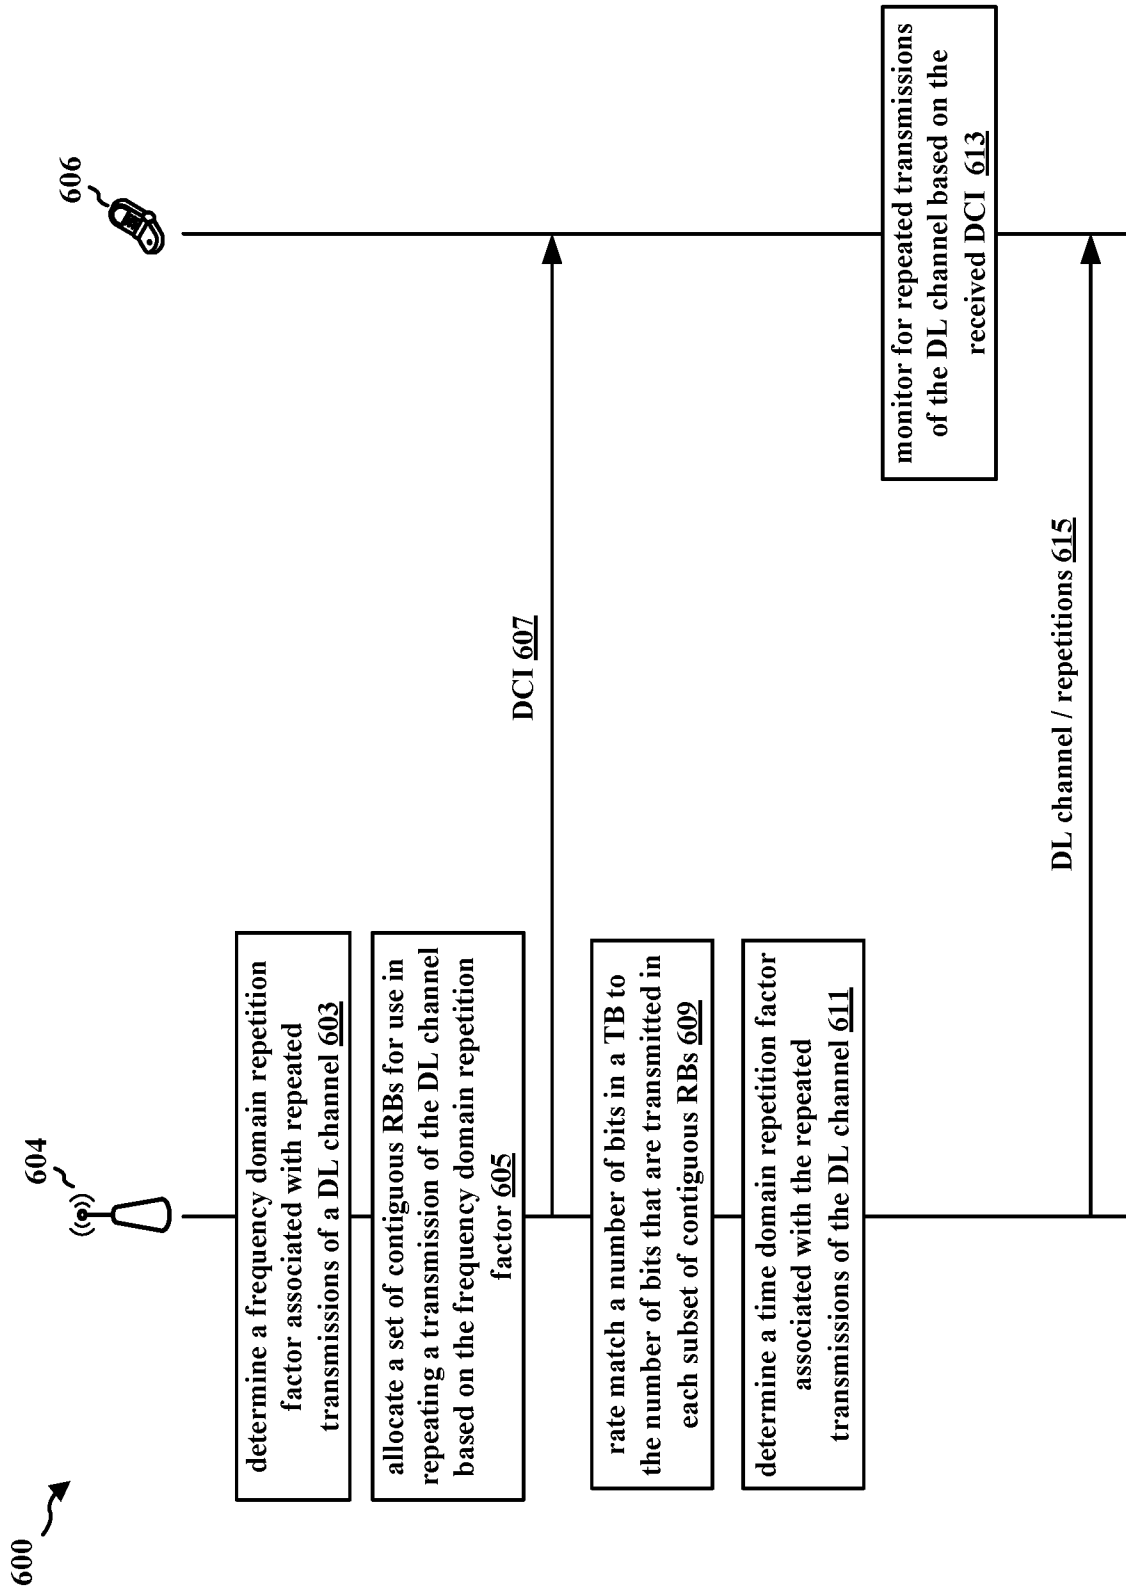 600
604
606
determine a frequency domain repetition
factor associated with repeated
transmissions of a DL channel 603
allocate a set of contiguous RBs for use in
repeating a transmission of the DL channel
based on the frequency domain repetition
factor 605
DCI 607
rate match a number of bits in a TB to
the number of bits that are transmitted in
each subset of contiguous RBs 609
determine a time domain repetition factor
associated with the repeated
transmissions of the DL channel 611
monitor for repeated transmissions
of the DL channel based on the
received DCI 613
DL channel / repetitions 615